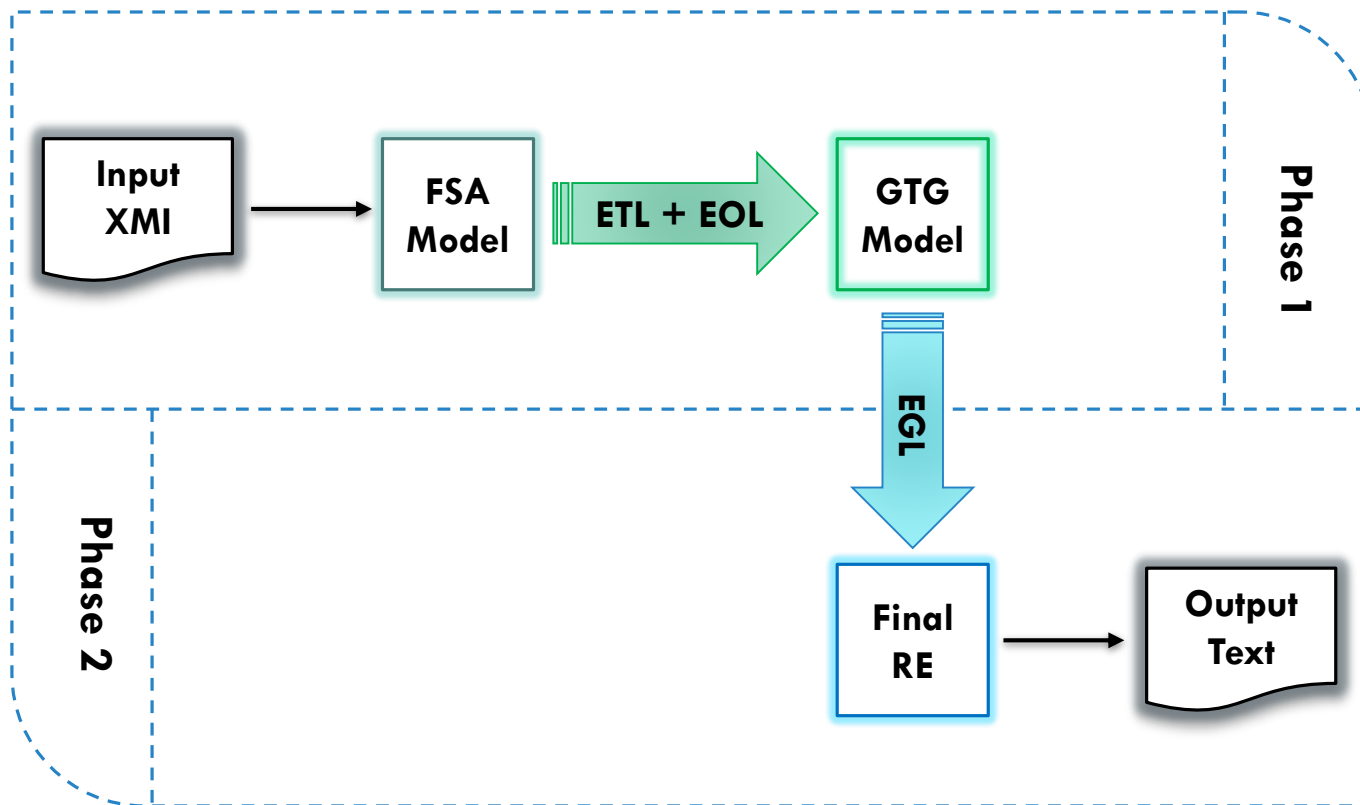 Input
XMI
FSA
Model
ETL + EOL
GTG
Model
Phase 1
EGL
Phase 2
Final
RE
Output
Text